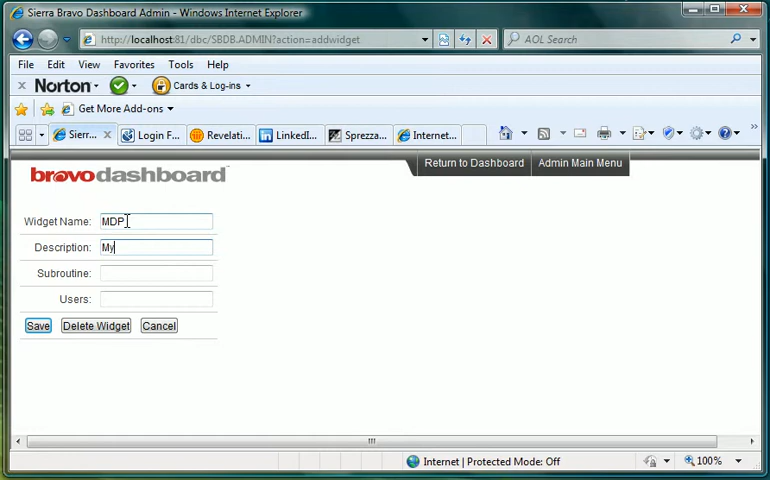 Sierra Bravo Dashboard Admin - Windows Internet Explorer
http://localhost:81/dbc/SBDB.ADMIN?action=addwidget
AOL Search
File Edit View Favorites Tools Help
Norton Cards & Log-ins
Get More Add-ons
Sierr... Login F... Revelati... LinkedIn... Sprezza... Internet...
Return to Dashboard Admin Main Menu
bravodashboard
Widget Name: MDP
Description: My
Subroutine:
Users:
Save Delete Widget Cancel
Internet | Protected Mode: Off 100%